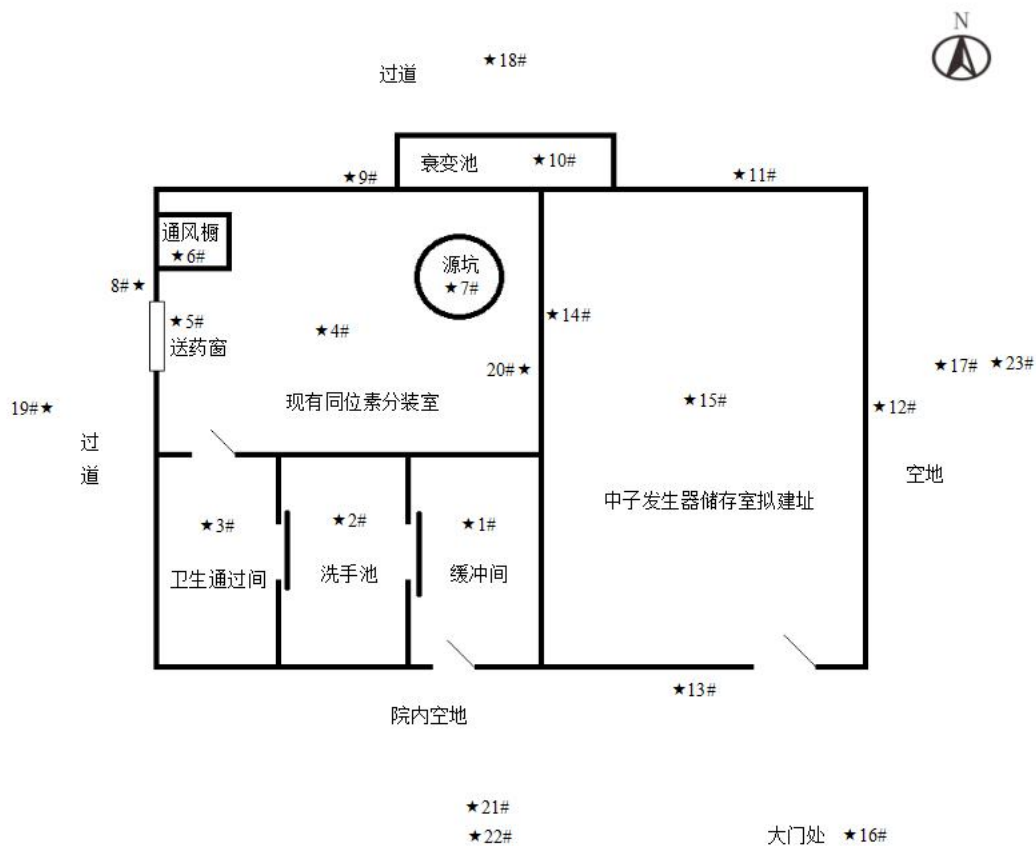 N
★18#
过道
衰变池 ★10#
★9#
★11#
通风橱
★6#
源坑
★7#
8#★
★5#
送药窗
★4#
★14#
20#★
★17# ★23#
19#★
现有同位素分装室
★15#
★12#
过
道
空地
中子发生器储存室拟建址
★3#
★2#
★1#
卫生通过间
洗手池
缓冲间
★13#
院内空地
★21#
★22#
大门处 ★16#